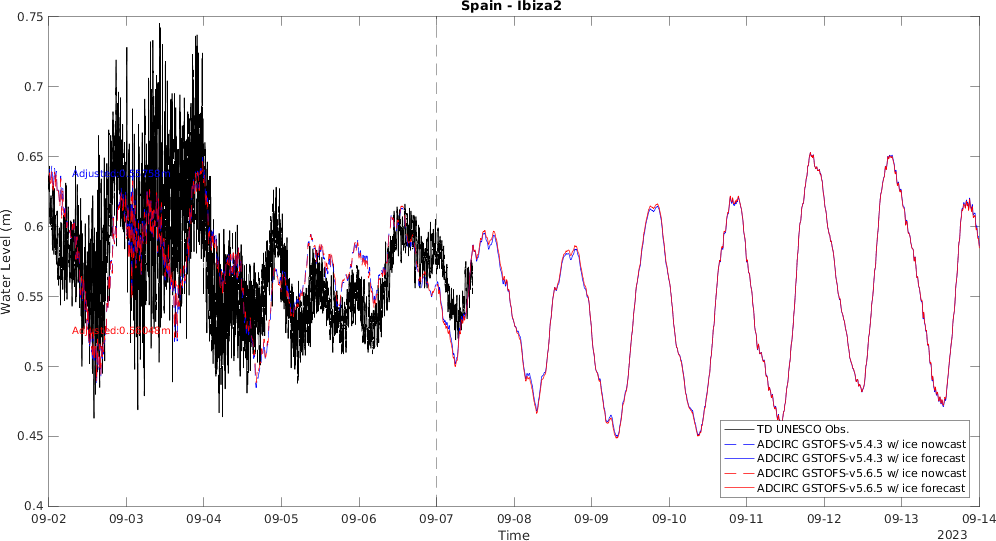 Spain - Ibiza2
0.75
0.7
0.65
0.6
0.55
0.5
0.45
0.4
Water Level (m)
09-02
09-03
09-04
09-05
09-06
09-07
09-08
09-09
09-10
09-11
09-12
09-13
09-14
Time
2023
TD UNESCO Obs.
ADCIRC GSTOFS-v5.4.3 w/ ice nowcast
ADCIRC GSTOFS-v5.4.3 w/ ice forecast
ADCIRC GSTOFS-v5.6.5 w/ ice nowcast
ADCIRC GSTOFS-v5.6.5 w/ ice forecast